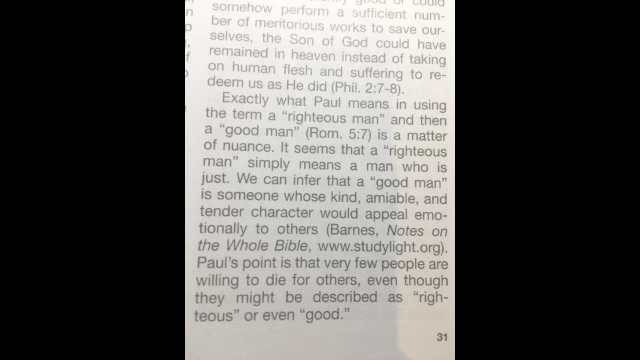 inherently good or could
somehow perform a sufficient num-
ber of meritorious works to save our-
selves, the Son of God could have
remained in heaven instead of taking
on human flesh and suffering to re-
deem us as He did (Phil. 2:7-8).
Exactly what Paul means in using
the term a “righteous man” and then
a “good man” (Rom. 5:7) is a matter
of nuance. It seems that a “righteous
man” simply means a man who is
just. We can infer that a “good man”
is someone whose kind, amiable, and
tender character would appeal emo-
tionally to others (Barnes, Notes on
the Whole Bible, www.studylight.org).
Paul’s point is that very few people are
willing to die for others, even though
they might be described as “righ-
teous” or even “good.”
31